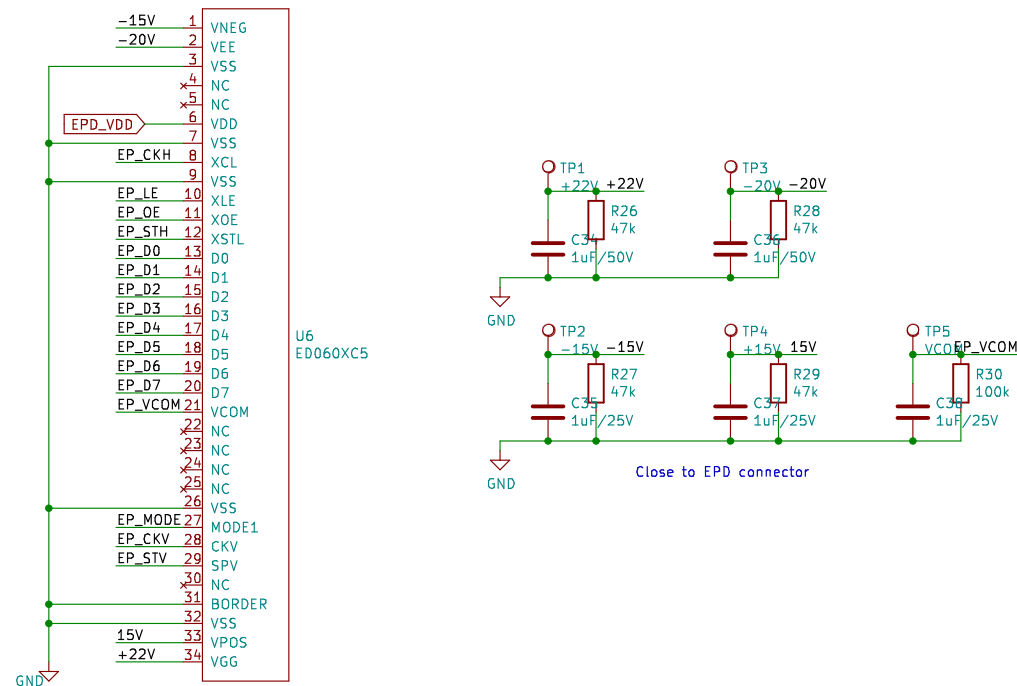 -15V 1 VNEG
-20V 2 VEE
3 VSS
4 NC
5 NC
EPD_VDD 6 VDD
7 VSS
EP_CKH 8 XCL
9 VSS
EP_LE 10 XLE
EP_OE 11 XOE
EP_STH 12 XSTL
EP_D0 13 D0
EP_D1 14 D1
EP_D2 15 D2
EP_D3 16 D3
EP_D4 17 D4
EP_D5 18 D5
EP_D6 19 D6
EP_D7 20 D7
EP_VCOM 21 VCOM
22 NC
23 NC
24 NC
25 NC
26 VSS
EP_MODE 27 MODE1
EP_CKV 28 CKV
EP_STV 29 SPV
30 NC
31 BORDER
32 VSS
15V 33 VPOS
+22V 34 VGG
GND
U6
ED060XC5
TP1
+22V
+22V
R26
47k
C34
1uF/50V
TP3
-20V
-20V
R28
47k
C36
1uF/50V
GND
TP2
-15V
-15V
R27
47k
C35
1uF/25V
TP4
+15V
15V
R29
47k
C37
1uF/25V
TP5
VCOM
EP_VCOM
R30
100k
C38
1uF/25V
GND
Close to EPD connector